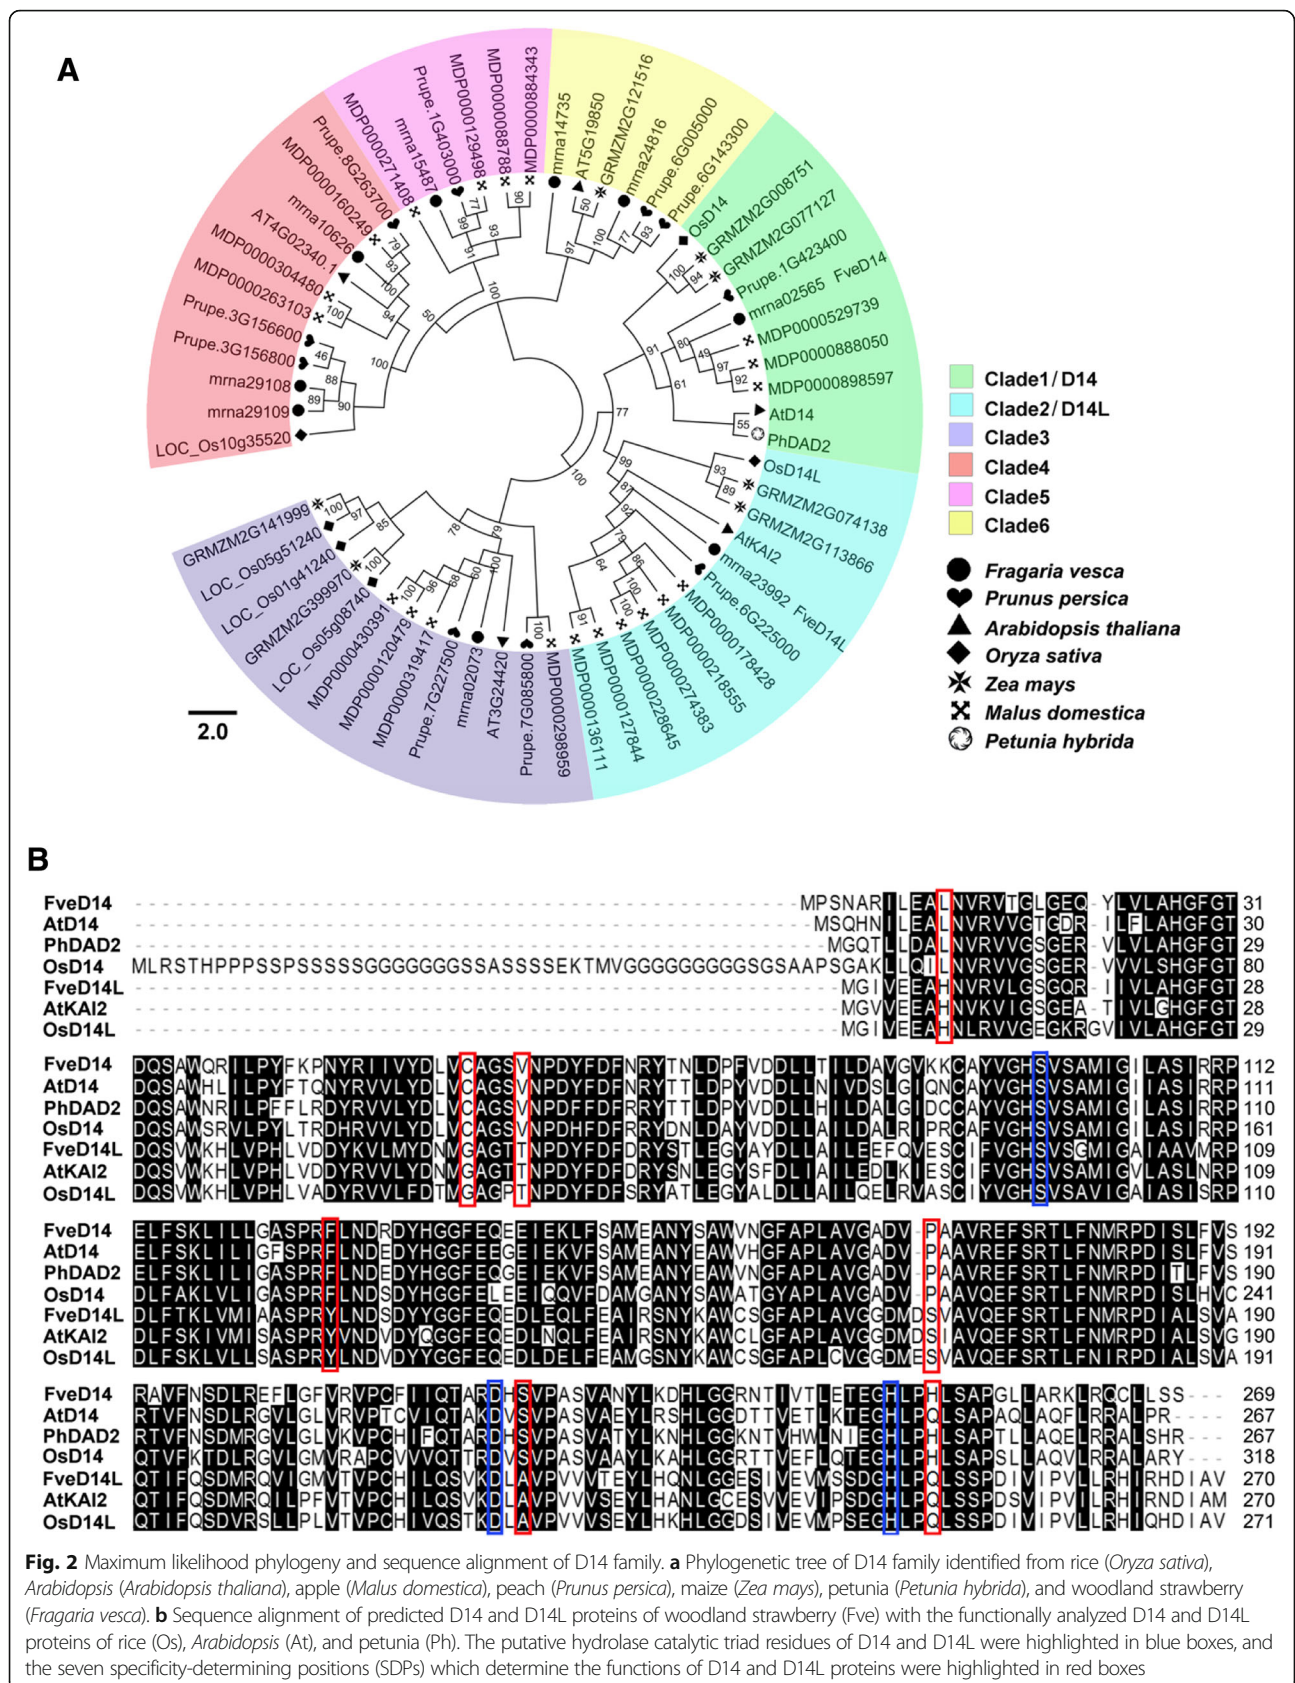 A
MDP0000271408
mrna15487
Prupe.1G403000
MDP0000129498
MDP0000088788
MDP0000884343
mrna14735
AT5G19850
GRMZM2G121516
mrna24816
Prupe.6G005000
Prupe.6G143300
OsD14
GRMZM2G008751
GRMZM2G077127
Prupe.1G423400
mrna02565 FveD14
MDP0000529739
MDP0000888050
MDP0000898597
AtD14
PhDAD2
OsD14L
GRMZM2G074138
GRMZM2G113866
AtKAI2
mrna23992 FveD14L
Prupe.6G225000
MDP0000178428
MDP0000218555
MDP0000274383
MDP0000228645
MDP0000127844
MDP0000136111
MDP0000298959
Prupe.7G085800
AT3G24420
mrna02073
Prupe.7G227500
MDP0000319417
MDP0000120479
MDP0000430391
LOC_Os05g08740
GRMZM2G399970
LOC_Os01g41240
LOC_Os05g51240
GRMZM2G141999
LOC_Os10g35520
mrna29109
mrna29108
Prupe.3G156800
Prupe.3G156600
MDP0000263103
MDP0000304480
AT4G02340.1
mrna10626
MDP0000160249
Prupe.8G263700
2.0
Clade1/D14
Clade2/D14L
Clade3
Clade4
Clade5
Clade6
Fragaria vesca
Prunus persica
Arabidopsis thaliana
Oryza sativa
Zea mays
Malus domestica
Petunia hybrida
B
FveD14 MPSNARILEALNVRVTGLGEQ-YLVLAHGFGT 31
AtD14 MSQHNILEALNVRVVGTGDR-ILFLAHGFGT 30
PhDAD2 MGQTLLDALNVRVVGSGER-VLVLAHGFGT 29
OsD14 MLRSTHPPPSSPSSSSSSGGGGGGGSSASSSSEKTMVGGGGGGGGGSGSAAPSGAKLLQILNVRVVGSGER-VVVLSHGFGT 80
FveD14L MGIVEEAHNVRVLGSGQR-IIVLAHGFGT 28
AtKAI2 MGVVEEAHNVKVIGSGEA-TIVLGHGFGT 28
OsD14L MGIVEEAHNLRVVGEGKRGVIVLAHGFGT 29
FveD14 DQSAWQRILPYFKPNYRIIVYDLVCAGSVNPDYFDFNRYTNLDPFVDDLLTILDAVGVKKCAYVGHSVSAMIGILASIRRP 112
AtD14 DQSAWHLILPYFTQNYRVVLYDLVCAGSVNPDYFDFNRYTTLDPYVDDLLNIVDSLGIQNCAYVGHSVSAMIGIIASIRRP 111
PhDAD2 DQSAWNRILPFFLRDYRVVLYDLVCAGSVNPDFFDFRRYTTLDPYVDDLLHILDALGIDCCAYVGHSVSAMIGILASIRRP 110
OsD14 DQSAWSRVLPYLTRDHRVVLYDLVCAGSVNPDHFDFRRYDNLDAYVDDLLAILDALRIPRCAFVGHSVSAMIGILASIRRP 161
FveD14L DQSVWKHLVPHLVDDYKVLMYDNMGAGTTNPDYFDFDRYSTLEGYAYDLLAILEEFQVESCIFVGHSVSGMIGAIAAVMRP 109
AtKAI2 DQSVWKHLVPHLVDDYRVVLYDNMGAGTTNPDYFDFDRYSNLEGYSFDLIAILEDLKIESCIFVGHSVSAMIGVLASLNRP 109
OsD14L DQSVWKHLVPHLVADYRVVLFDTMGAGPTNPDYFDFSRYATLEGYALDLLAILQELRVASCIYVGHSVSAVIGAIASISRP 110
FveD14 ELFSKLILLGASPRFLNDRDYHGGFEQEEIEKLFSAMEANYSAWVNGFAPLAVGADV-PAAVREFSRTLFNMRPDISLFVS 192
AtD14 ELFSKLILIGFSPRFLNDEDYHGGFEEGEIEKVFSAMEANYEAWVHGFAPLAVGADV-PAAVREFSRTLFNMRPDISLFVS 191
PhDAD2 ELFSKLILIGASPRFLNDEDYHGGFEQGEIEKVFSAMEANYEAWVNGFAPLAVGADV-PAAVREFSRTLFNMRPDITLFVS 190
OsD14 DLFAKLVLIGASPRFLNDSDYHGGFELEEIQQVFDAMGANYSAWATGYAPLAVGADV-PAAVREFSRTLFNMRPDISLHVC 241
FveD14L DLFTKLVMIAASPRYLNDSDYYGGFEQEDLEQLFEAIRSNYKAWCSGFAPLAVGGDMDSVAVQEFSRTLFNMRPDIALSVA 190
AtKAI2 DLFSKIVMISASPRYVNDVDYQGGFEQEDLNQLFEAIRSNYKAWCLGFAPLAVGGDMDSIAVQEFSRTLFNMRPDIALSVG 190
OsD14L DLFSKLVLLSASPRYLNDVDYYGGFEQEDLDELFEAMGSNYKAWCSGFAPLCVGGDMESVAVQEFSRTLFNIRPDIALSVA 191
FveD14 RAVFNSDLREFLGFVRVPCFIIQTARDHSVPASVANYLKDHLGGRNTIVTLETEGHLPHLSAPGLLARKLRQCLLSS---- 269
AtD14 RTVFNSDLRGVLGLVRVPTCVIQTAKDVSVPASVAEYLRSHLGGDTTVETLKTEGHLPQLSAPAQLAQFLRRALPR----- 267
PhDAD2 RTVFNSDMRGVLGLVKVPCHIFQTARDHSVPASVATYLKNHLGGKNTVHWLNIEGHLPHLSAPTLLAQELRRALSHR---- 267
OsD14 QTVFKTDLRGVLGMVRAPCVVVQTTRDVSVPASVAAYLKAHLGGRTTVEFLQTEGHLPHLSAPSLLAQVLRRALARY---- 318
FveD14L QTIFQSDMRQVIGMVTVPCHILQSVKDLAVPVVVTEYLHQNLGGESIVEVMSSDGHLPQLSSPDIVIPVLLRHIRHDIAV 270
AtKAI2 QTIFQSDMRQILPFVTVPCHILQSVKDLAVPVVVSEYLHANLGCESVVEVIPSDGHLPQLSSPDSVIPVILRHIRNDIAM 270
OsD14L QTIFQSDVRSLLPLVTVPCHIVQSTKDLAVPVVVSEYLHKHLGGDSIVEVMPSEGHLPQLSSPDIVIPVLLRHIQHDIAV 271
Fig. 2 Maximum likelihood phylogeny and sequence alignment of D14 family. a Phylogenetic tree of D14 family identified from rice (Oryza sativa),
Arabidopsis (Arabidopsis thaliana), apple (Malus domestica), peach (Prunus persica), maize (Zea mays), petunia (Petunia hybrida), and woodland strawberry
(Fragaria vesca). b Sequence alignment of predicted D14 and D14L proteins of woodland strawberry (Fve) with the functionally analyzed D14 and D14L
proteins of rice (Os), Arabidopsis (At), and petunia (Ph). The putative hydrolase catalytic triad residues of D14 and D14L were highlighted in blue boxes, and
the seven specificity-determining positions (SDPs) which determine the functions of D14 and D14L proteins were highlighted in red boxes